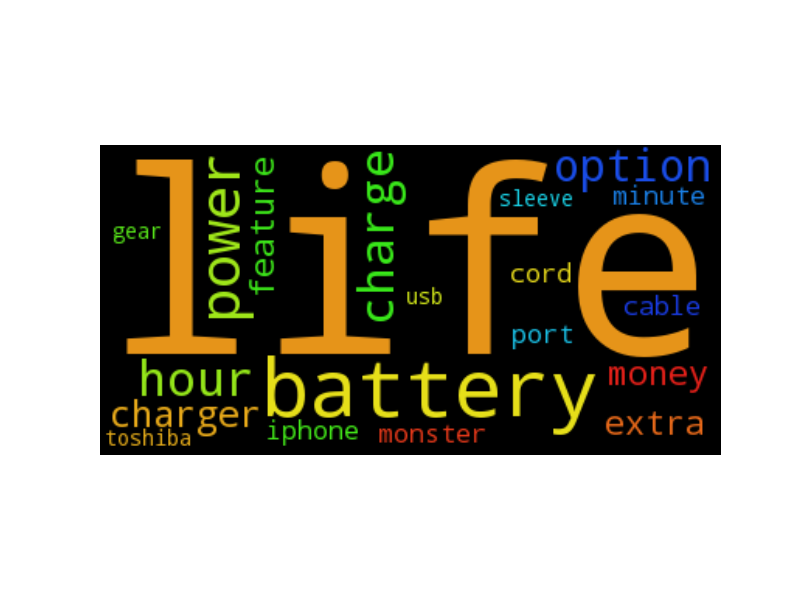 life
power
feature
charge
option
sleeve
minute
gear
usb
cord
cable
port
hour
battery
money
charger
extra
toshiba
iphone
monster